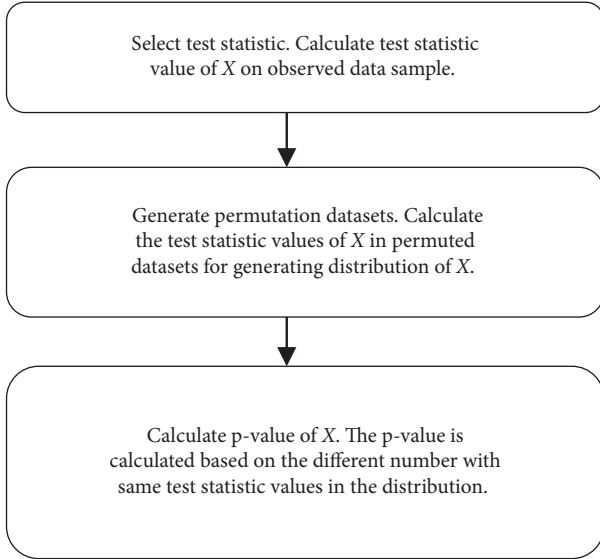 Select test statistic. Calculate test statistic
value of X on observed data sample.
Generate permutation datasets. Calculate
the test statistic values of X in permuted
datasets for generating distribution of X.
Calculate p-value of X. The p-value is
calculated based on the different number with
same test statistic values in the distribution.